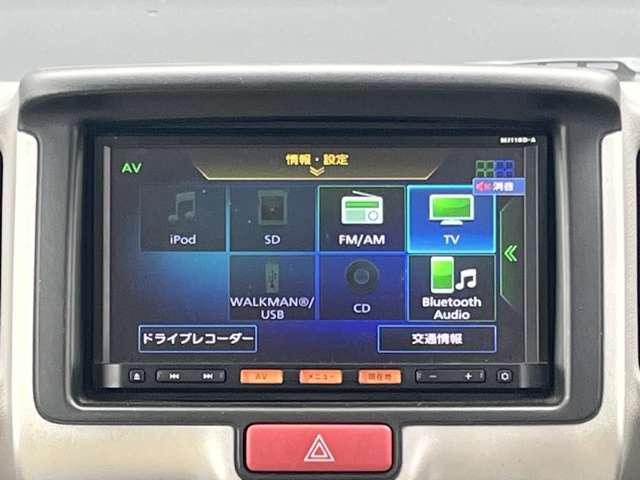 MJ118D-A
AV
情報・設定
消音
iPod
SD
FM/AM
TV
WALKMAN®/
USB
CD
Bluetooth
Audio
ドライブレコーダー
交通情報
AV
メニュー
現在地